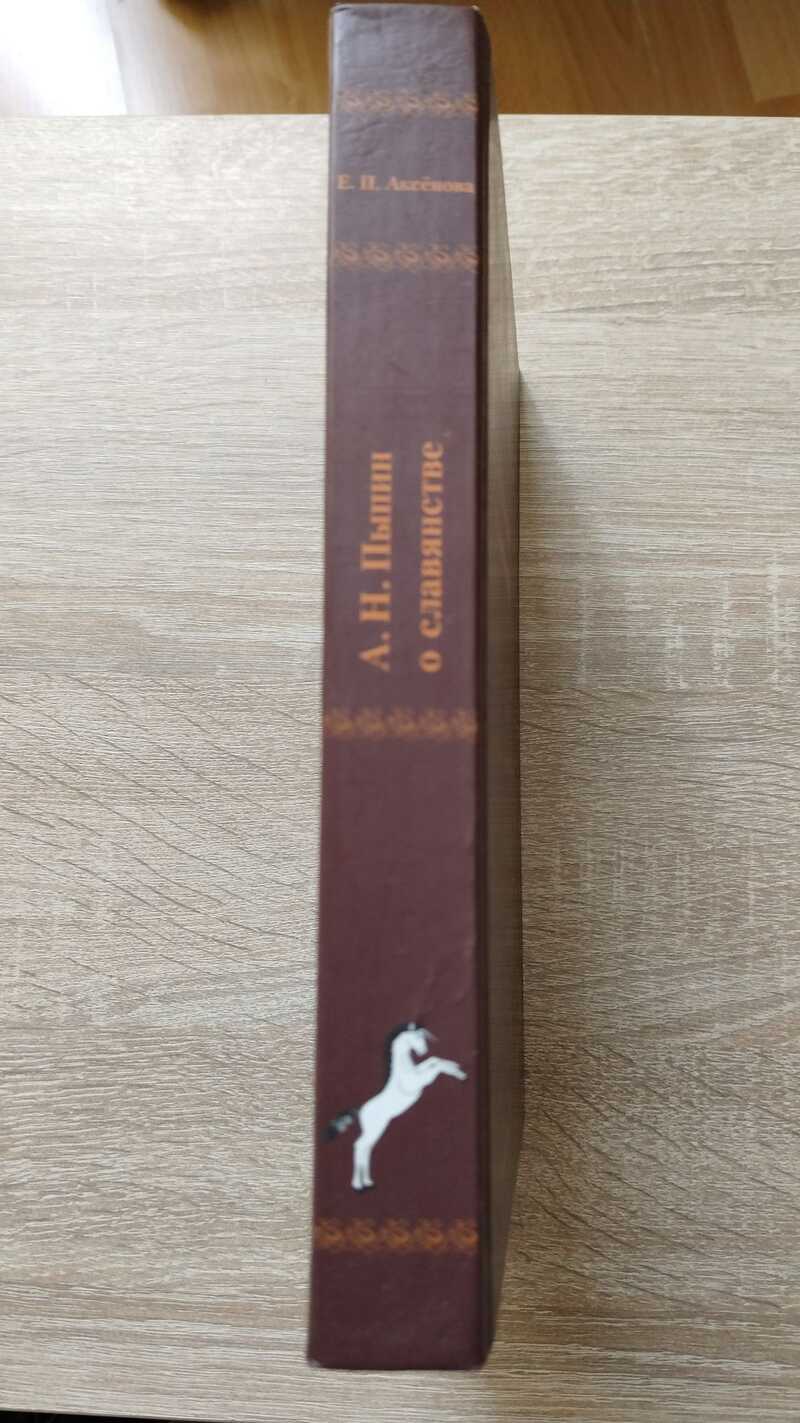 Е. П. Аксёнова
А. Н. Пыпин
о славянстве